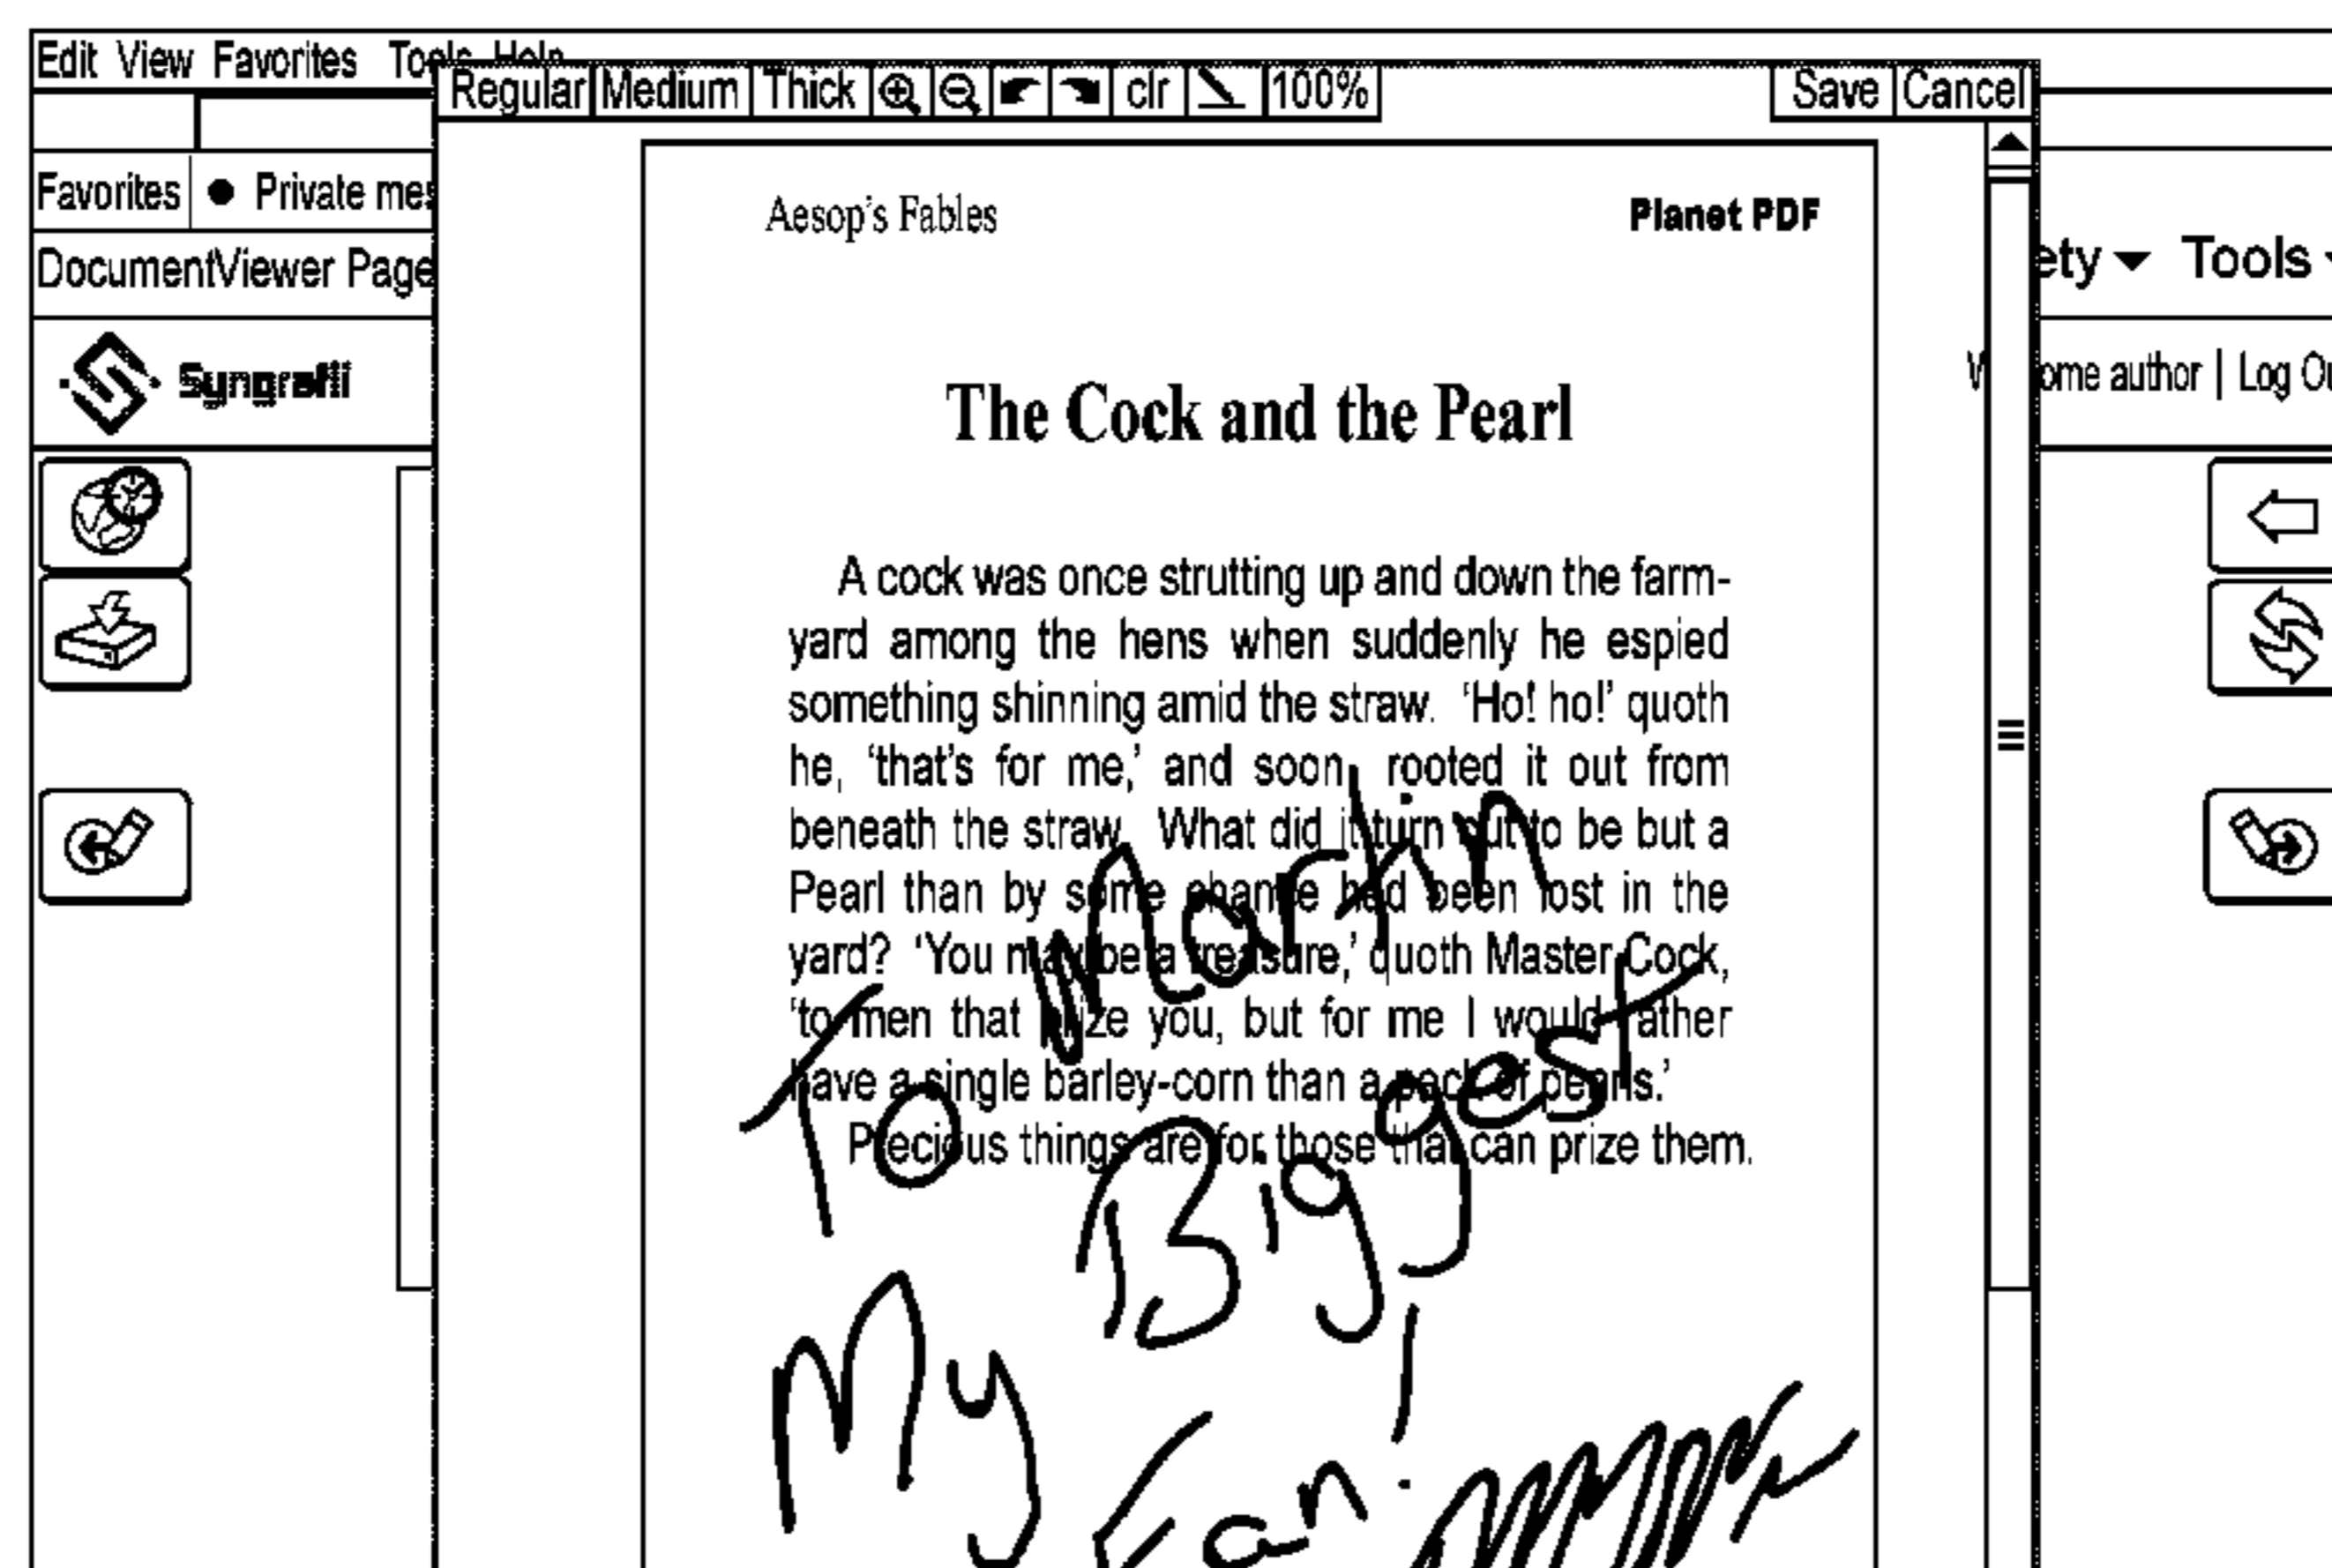 Edit View Favorites Tools Help
Regular Medium Thick clr 100% Save Cancel
Favorites ● Private mes
DocumentViewer Page
ety ▾ Tools
Syngrafii
ome author | Log Ou
Aesop's Fables
Planet PDF
The Cock and the Pearl
A cock was once strutting up and down the farm-
yard among the hens when suddenly he espied
something shinning amid the straw. ‘Ho! ho!’ quoth
he, ‘that’s for me,’ and soon rooted it out from
beneath the straw. What did it turn out to be but a
Pearl than by some chance had been lost in the
yard? ‘You may be a treasure,’ quoth Master Cock,
‘to men that prize you, but for me I would rather
have a single barley-corn than a peck of pearls.’
Precious things are for those that can prize them.
To Martin
My Biggest
Fan!